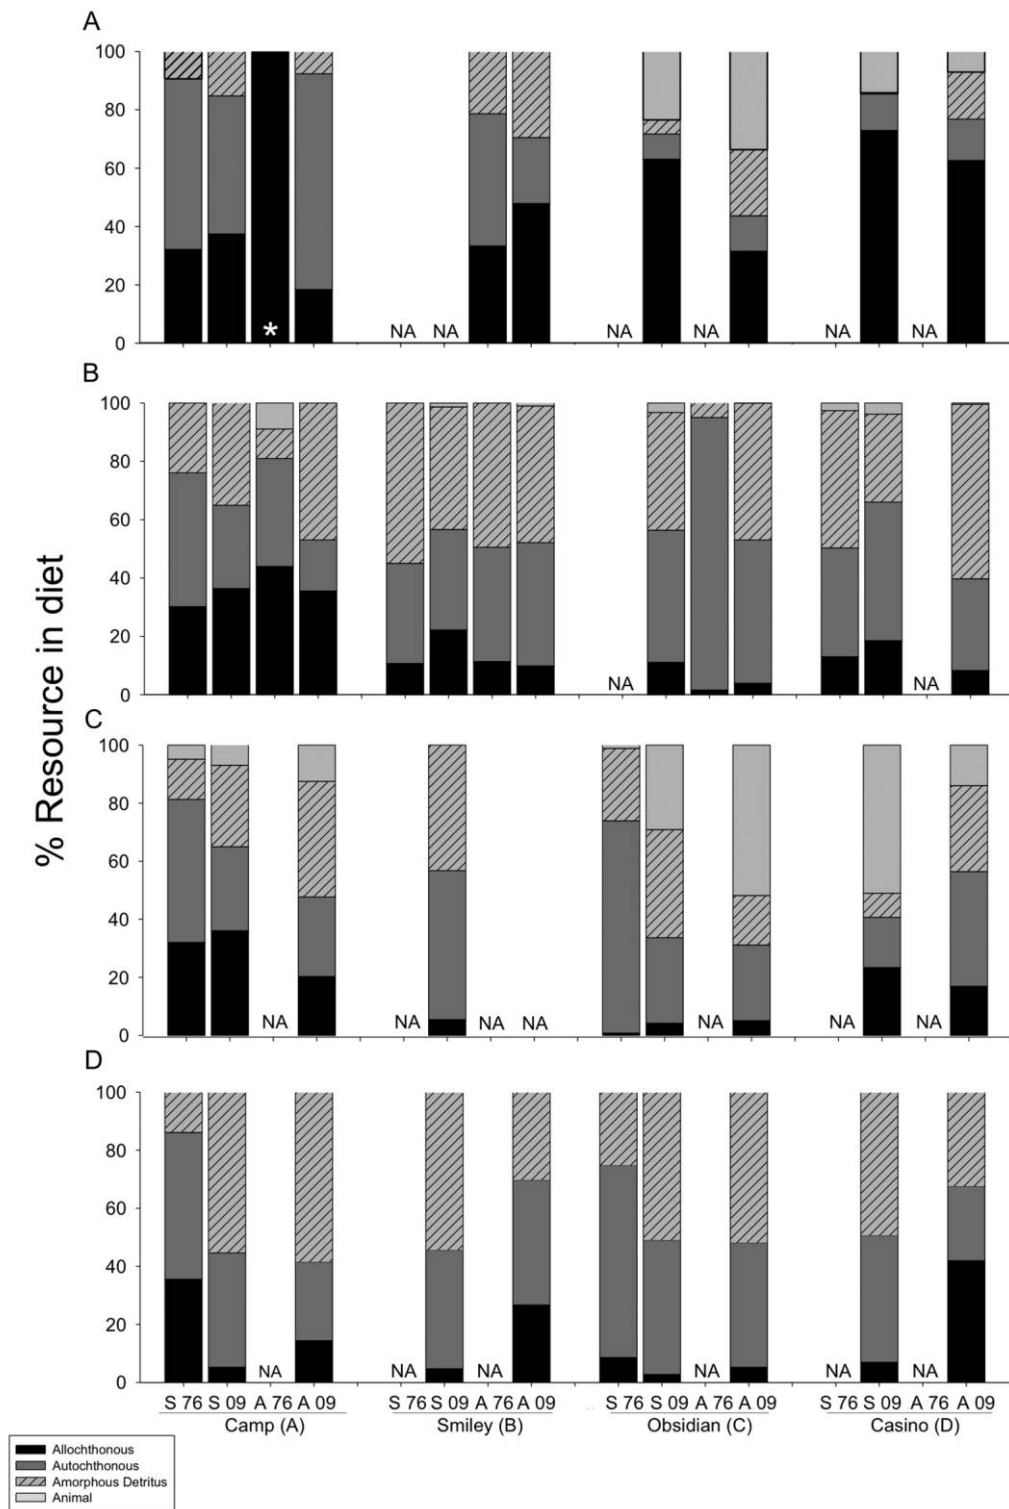 A
100
80
60
40
20
0
*
NA NA NA NA NA NA
B
100
80
60
40
20
0
NA NA
C
100
80
60
40
20
0
NA NA NA NA NA NA NA
D
100
80
60
40
20
0
NA NA NA NA NA NA
% Resource in diet
S 76 S 09 A 76 A 09 S 76 S 09 A 76 A 09 S 76 S 09 A 76 A 09 S 76 S 09 A 76 A 09
Camp (A) Smiley (B) Obsidian (C) Casino (D)
Allochthonous
Autochthonous
Amorphous Detritus
Animal